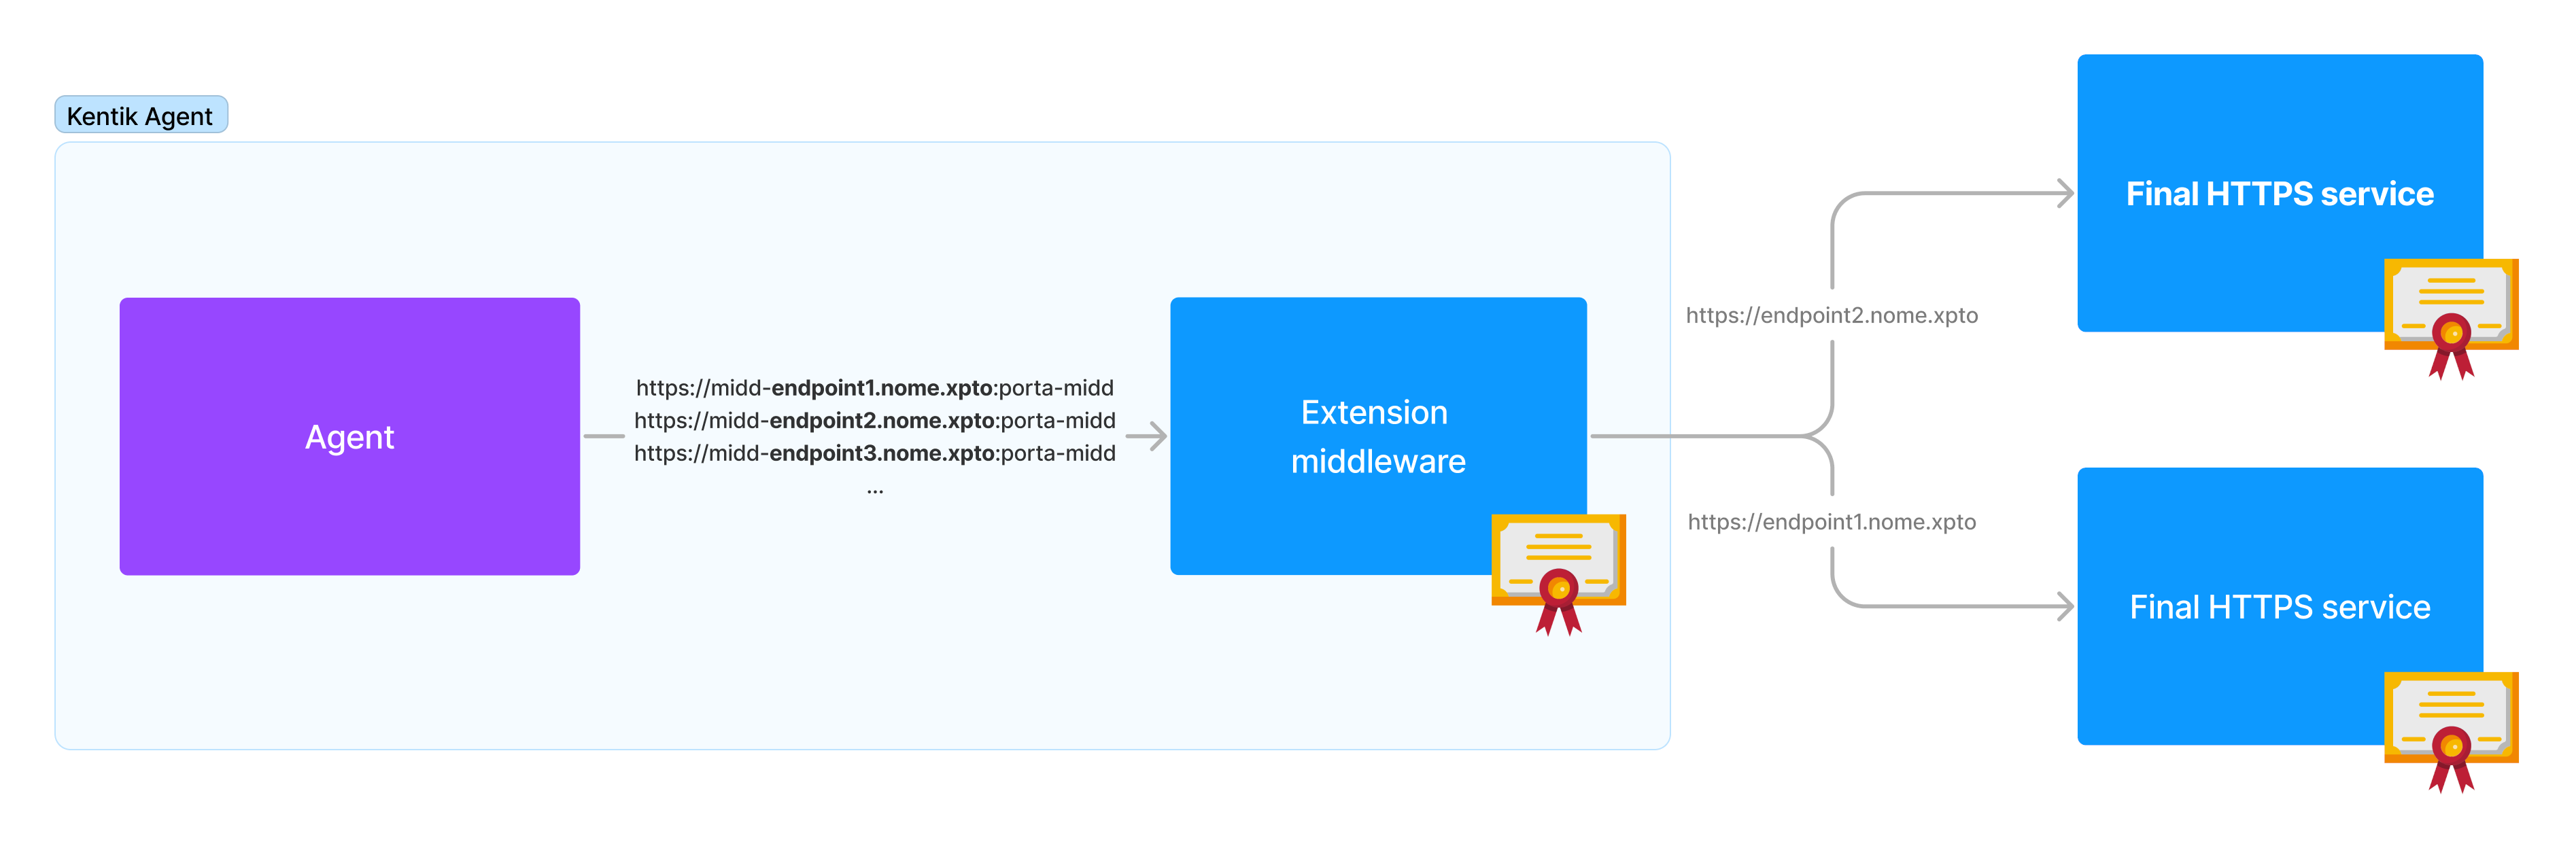 Kentik Agent
Agent
https://midd-endpoint1.nome.xpto:porta-midd
https://midd-endpoint2.nome.xpto:porta-midd
https://midd-endpoint3.nome.xpto:porta-midd
...
Extension
middleware
https://endpoint2.nome.xpto
https://endpoint1.nome.xpto
Final HTTPS service
Final HTTPS service